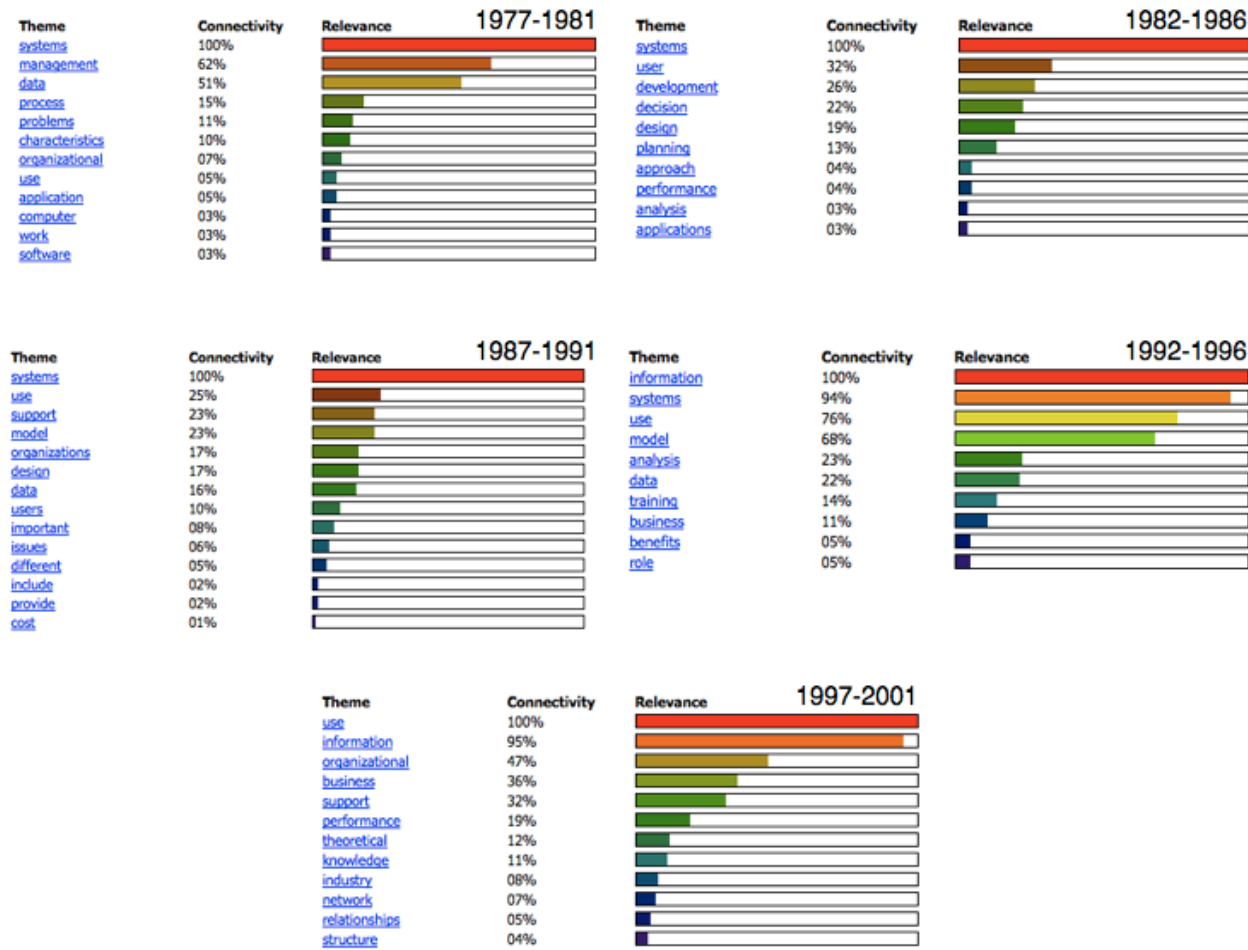 1977-1981
Theme Connectivity Relevance
systems 100%
management 62%
data 51%
process 15%
problems 11%
characteristics 10%
organizational 07%
use 05%
application 05%
computer 03%
work 03%
software 03%
1982-1986
Theme Connectivity Relevance
systems 100%
user 32%
development 26%
decision 22%
design 19%
planning 13%
approach 04%
performance 04%
analysis 03%
applications 03%
1987-1991
Theme Connectivity Relevance
systems 100%
use 25%
support 23%
model 23%
organizations 17%
design 17%
data 16%
users 10%
important 08%
issues 06%
different 05%
include 02%
provide 02%
cost 01%
1992-1996
Theme Connectivity Relevance
information 100%
systems 94%
use 76%
model 68%
analysis 23%
data 22%
training 14%
business 11%
benefits 05%
role 05%
1997-2001
Theme Connectivity Relevance
use 100%
information 95%
organizational 47%
business 36%
support 32%
performance 19%
theoretical 12%
knowledge 11%
industry 08%
network 07%
relationships 05%
structure 04%